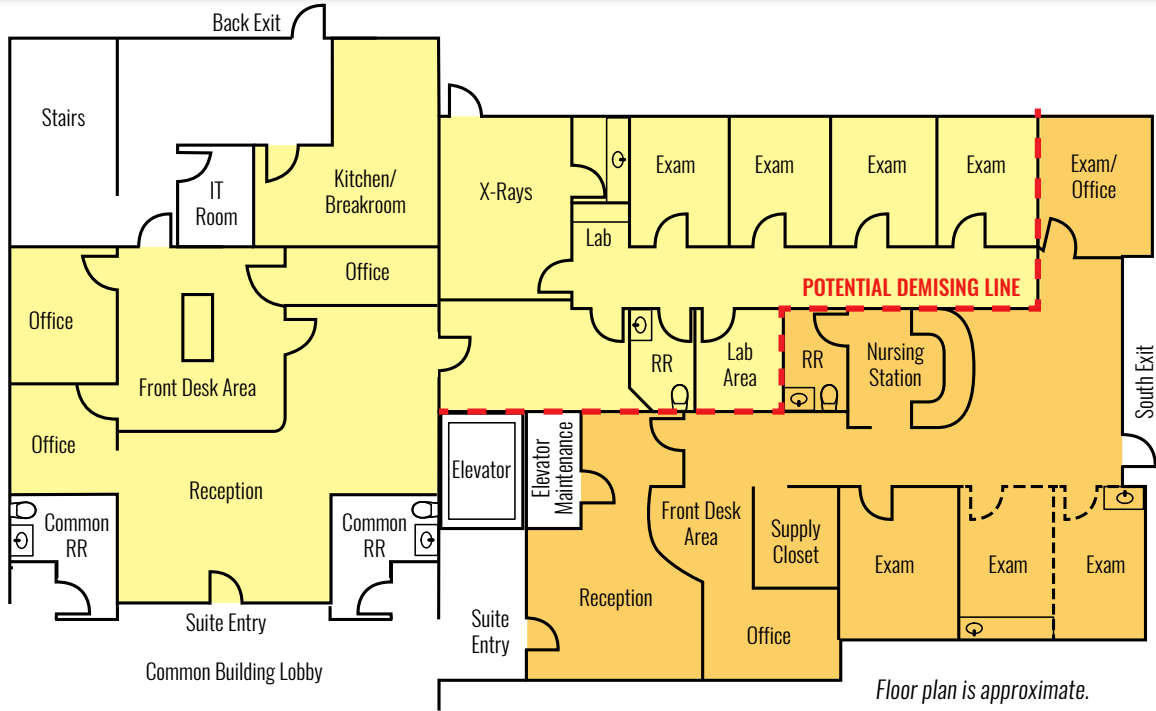 Back Exit
Stairs
IT
Room
Kitchen/
Breakroom
X-Rays
Exam
Exam
Exam
Exam
Exam/
Office
Lab
Office
Office
Front Desk Area
POTENTIAL DEMISING LINE
RR
Lab
Area
RR
Nursing
Station
South Exit
Office
Reception
Elevator
Elevator
Maintenance
Common
RR
Common
RR
Front Desk
Area
Supply
Closet
Exam
Exam
Exam
Reception
Suite Entry
Suite
Entry
Office
Common Building Lobby
Floor plan is approximate.